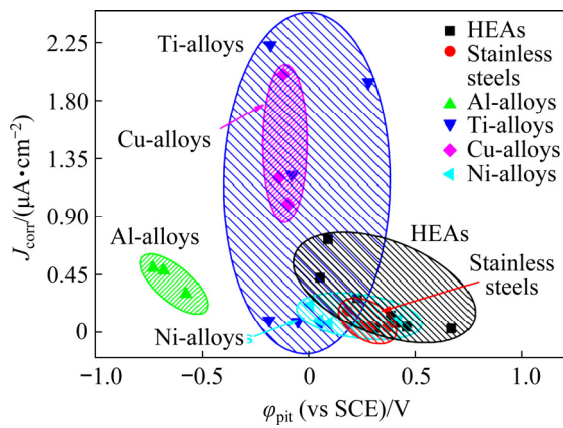 2.25
1.80
1.35
0.90
0.45
0
J_corr/(μA•cm⁻²)
Ti-alloys
Cu-alloys
Al-alloys
Ni-alloys
HEAs
Stainless
steels
HEAs
Stainless
steels
Al-alloys
Ti-alloys
Cu-alloys
Ni-alloys
−1.0
−0.5
0
0.5
1.0
φ_pit (vs SCE)/V